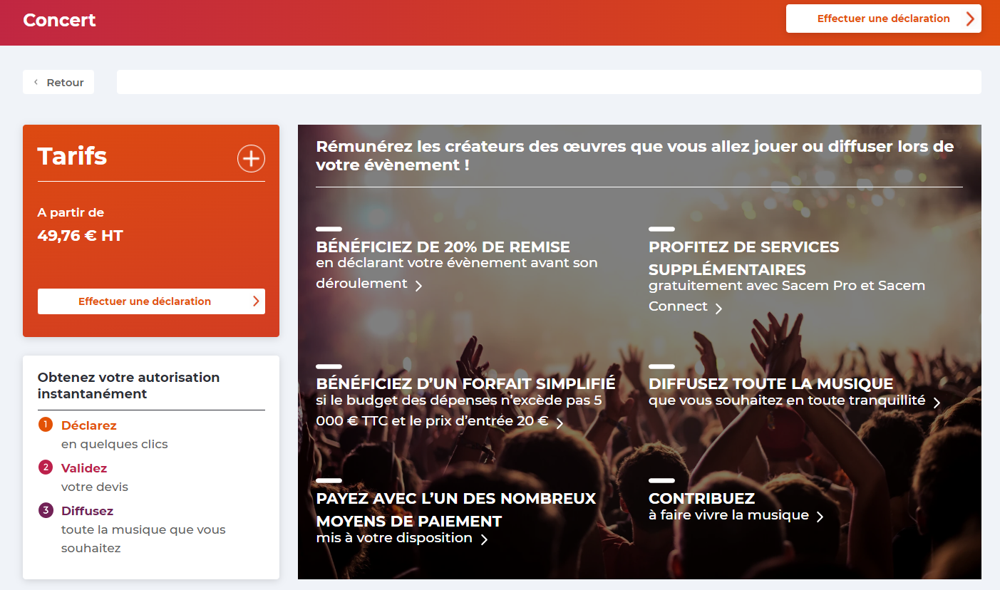 Concert
Effectuer une déclaration
Retour
Tarifs
A partir de
49,76 € HT
Effectuer une déclaration
Obtenez votre autorisation
instantanément
1 Déclarez
en quelques clics
2 Validez
votre devis
3 Diffusez
toute la musique que vous
souhaitez
Rémunérez les créateurs des œuvres que vous allez jouer ou diffuser lors de
votre évènement !
BÉNÉFICIEZ DE 20% DE REMISE
en déclarant votre évènement avant son
déroulement
PROFITEZ DE SERVICES
SUPPLÉMENTAIRES
gratuitement avec Sacem Pro et Sacem
Connect
BÉNÉFICIEZ D’UN FORFAIT SIMPLIFIÉ
si le budget des dépenses n’excède pas 5
000 € TTC et le prix d’entrée 20 €
DIFFUSEZ TOUTE LA MUSIQUE
que vous souhaitez en toute tranquillité
PAYEZ AVEC L’UN DES NOMBREUX
MOYENS DE PAIEMENT
mis à votre disposition
CONTRIBUEZ
à faire vivre la musique